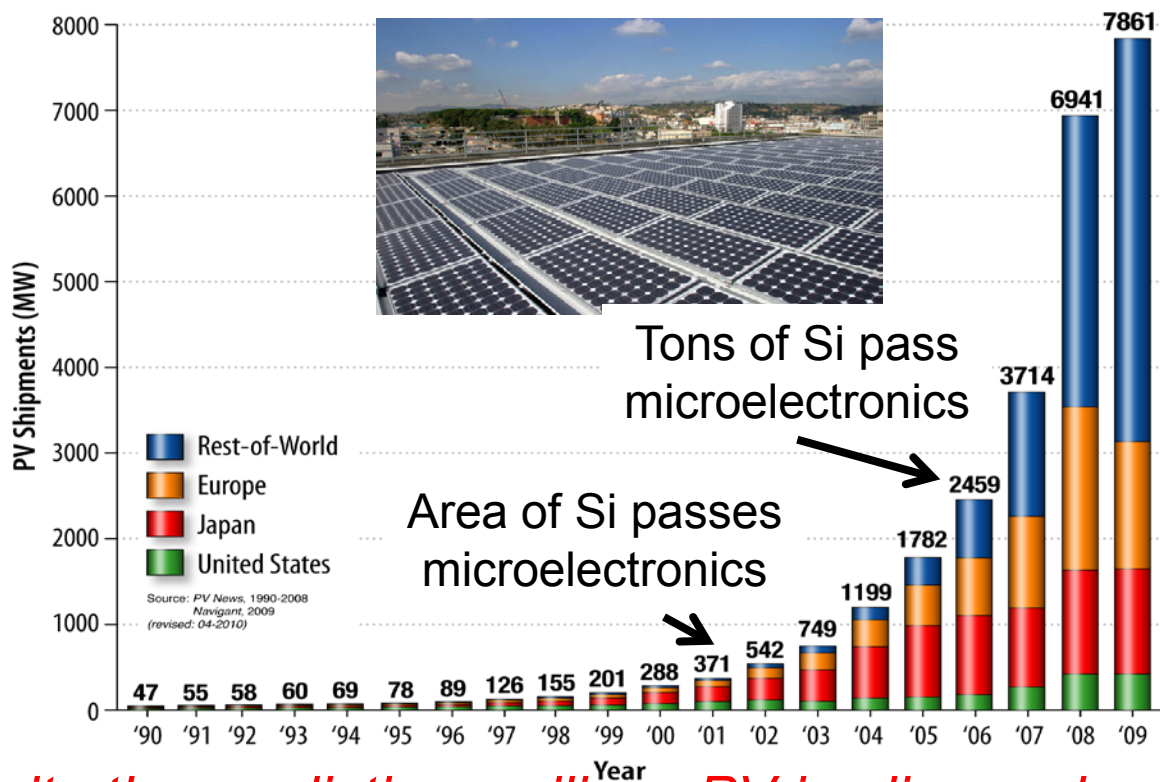 8000
7000
6000
5000
4000
3000
2000
1000
0
PV Shipments (MW)
Tons of Si pass
microelectronics
Area of Si passes
microelectronics
Rest-of-World
Europe
Japan
United States
Source: PV News, 1990-2008
Navigant, 2009
(revised: 04-2010)
47 55 58 60 69 78 89 126 155 201 288 371 542 749 1199 1782 2459 3714 6941 7861
'90 '91 '92 '93 '94 '95 '96 '97 '98 '99 '00 '01 '02 '03 '04 '05 '06 '07 '08 '09
Year